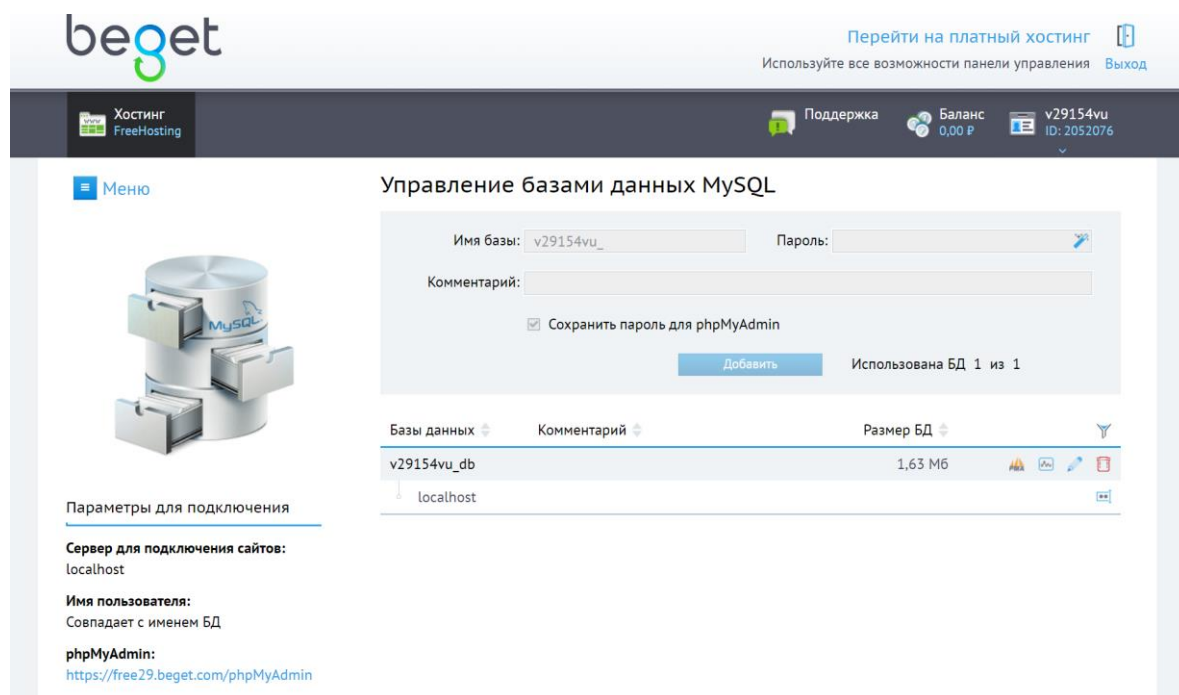 beget
Перейти на платный хостинг
Используйте все возможности панели управления Выход
Хостинг
FreeHosting
Поддержка
Баланс
0,00 ₽
v29154vu
ID: 2052076
Меню
MySQL
Параметры для подключения
Сервер для подключения сайтов:
localhost
Имя пользователя:
Совпадает с именем БД
phpMyAdmin:
https://free29.beget.com/phpMyAdmin
Управление базами данных MySQL
Имя базы: v29154vu_ Пароль:
Комментарий:
Сохранить пароль для phpMyAdmin
Добавить Использована БД 1 из 1
Базы данных Комментарий Размер БД
v29154vu_db 1,63 Мб
localhost